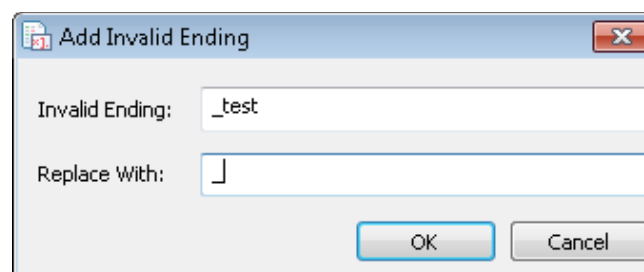 Add Invalid Ending
Invalid Ending: _test
Replace With: _
OK Cancel